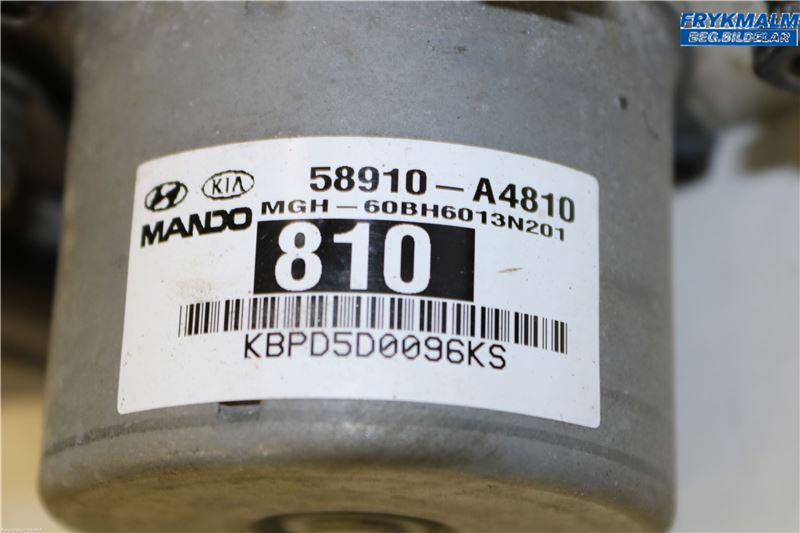 FRYKMALM
BEG.BILDELAR
KIA 58910-A4810
MANDO MGH-60BH6013N201
810
KBPD5D0096KS